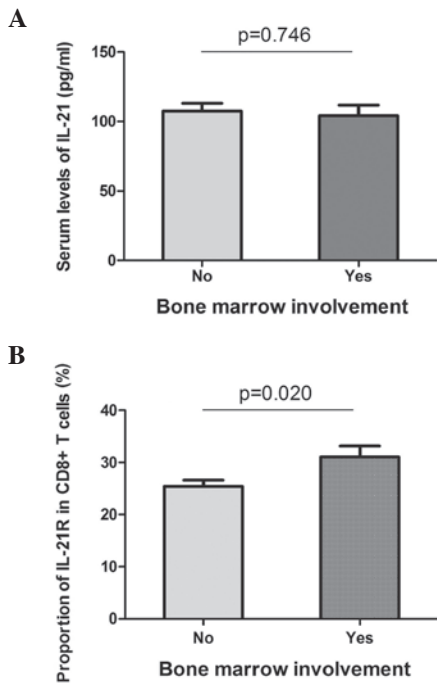 A
p=0.746
Serum levels of IL-21 (pg/ml)
150
100
50
0
No
Yes
Bone marrow involvement
B
p=0.020
Proportion of IL-21R in CD8+ T cells (%)
40
30
20
10
0
No
Yes
Bone marrow involvement